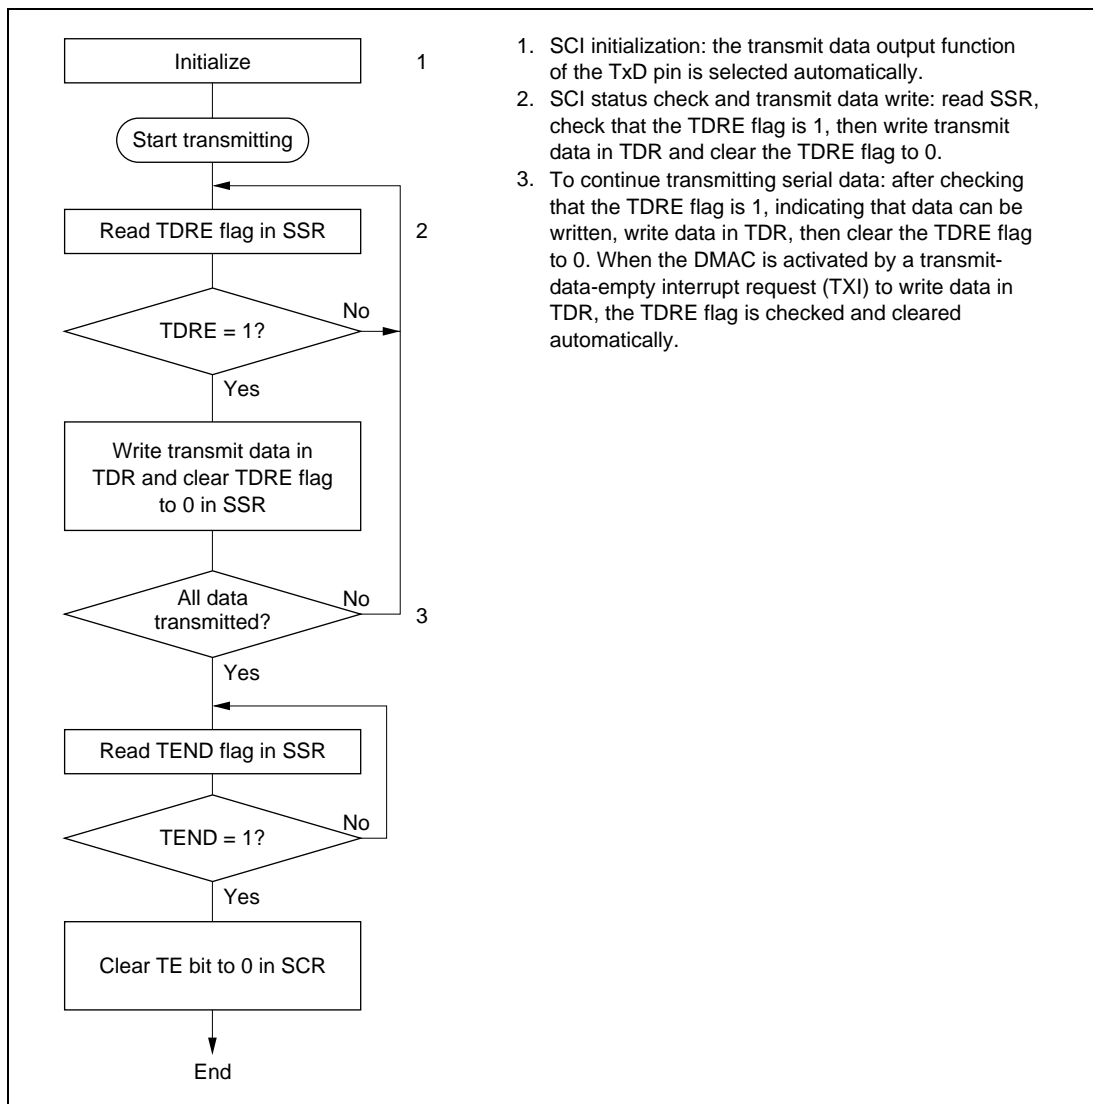 Initialize
1
Start transmitting
Read TDRE flag in SSR
2
TDRE = 1?
No
Yes
Write transmit data in
TDR and clear TDRE flag
to 0 in SSR
All data
transmitted?
No
3
Yes
Read TEND flag in SSR
TEND = 1?
No
Yes
Clear TE bit to 0 in SCR
End
1. SCI initialization: the transmit data output function
of the TxD pin is selected automatically.
2. SCI status check and transmit data write: read SSR,
check that the TDRE flag is 1, then write transmit
data in TDR and clear the TDRE flag to 0.
3. To continue transmitting serial data: after checking
that the TDRE flag is 1, indicating that data can be
written, write data in TDR, then clear the TDRE flag
to 0. When the DMAC is activated by a transmit-
data-empty interrupt request (TXI) to write data in
TDR, the TDRE flag is checked and cleared
automatically.